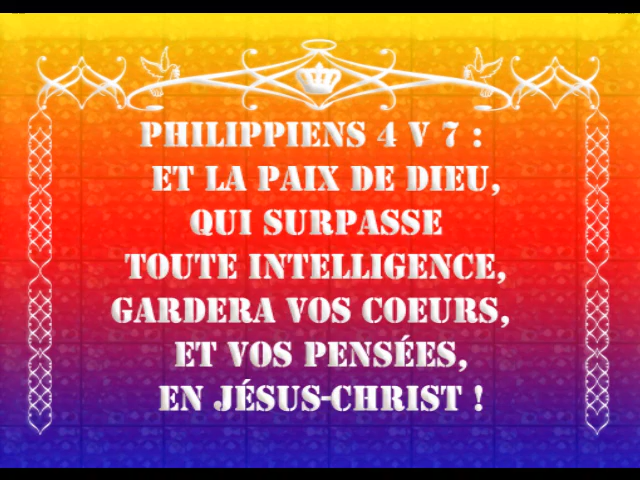 PHILIPPIENS 4 V 7 :
ET LA PAIX DE DIEU,
QUI SURPASSE
TOUTE INTELLIGENCE,
GARDERA VOS COEURS,
ET VOS PENSÉES,
EN JÉSUS-CHRIST !